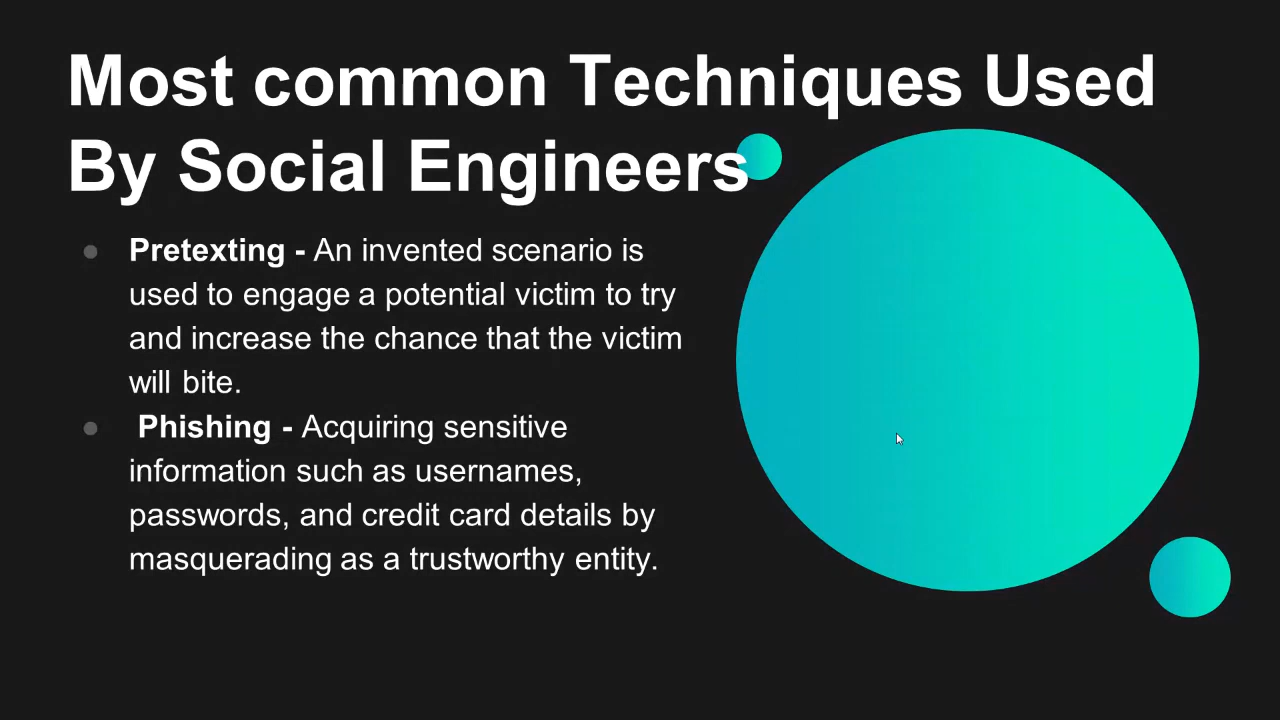 Most common Techniques Used
By Social Engineers
● Pretexting - An invented scenario is
used to engage a potential victim to try
and increase the chance that the victim
will bite.
● Phishing - Acquiring sensitive
information such as usernames,
passwords, and credit card details by
masquerading as a trustworthy entity.